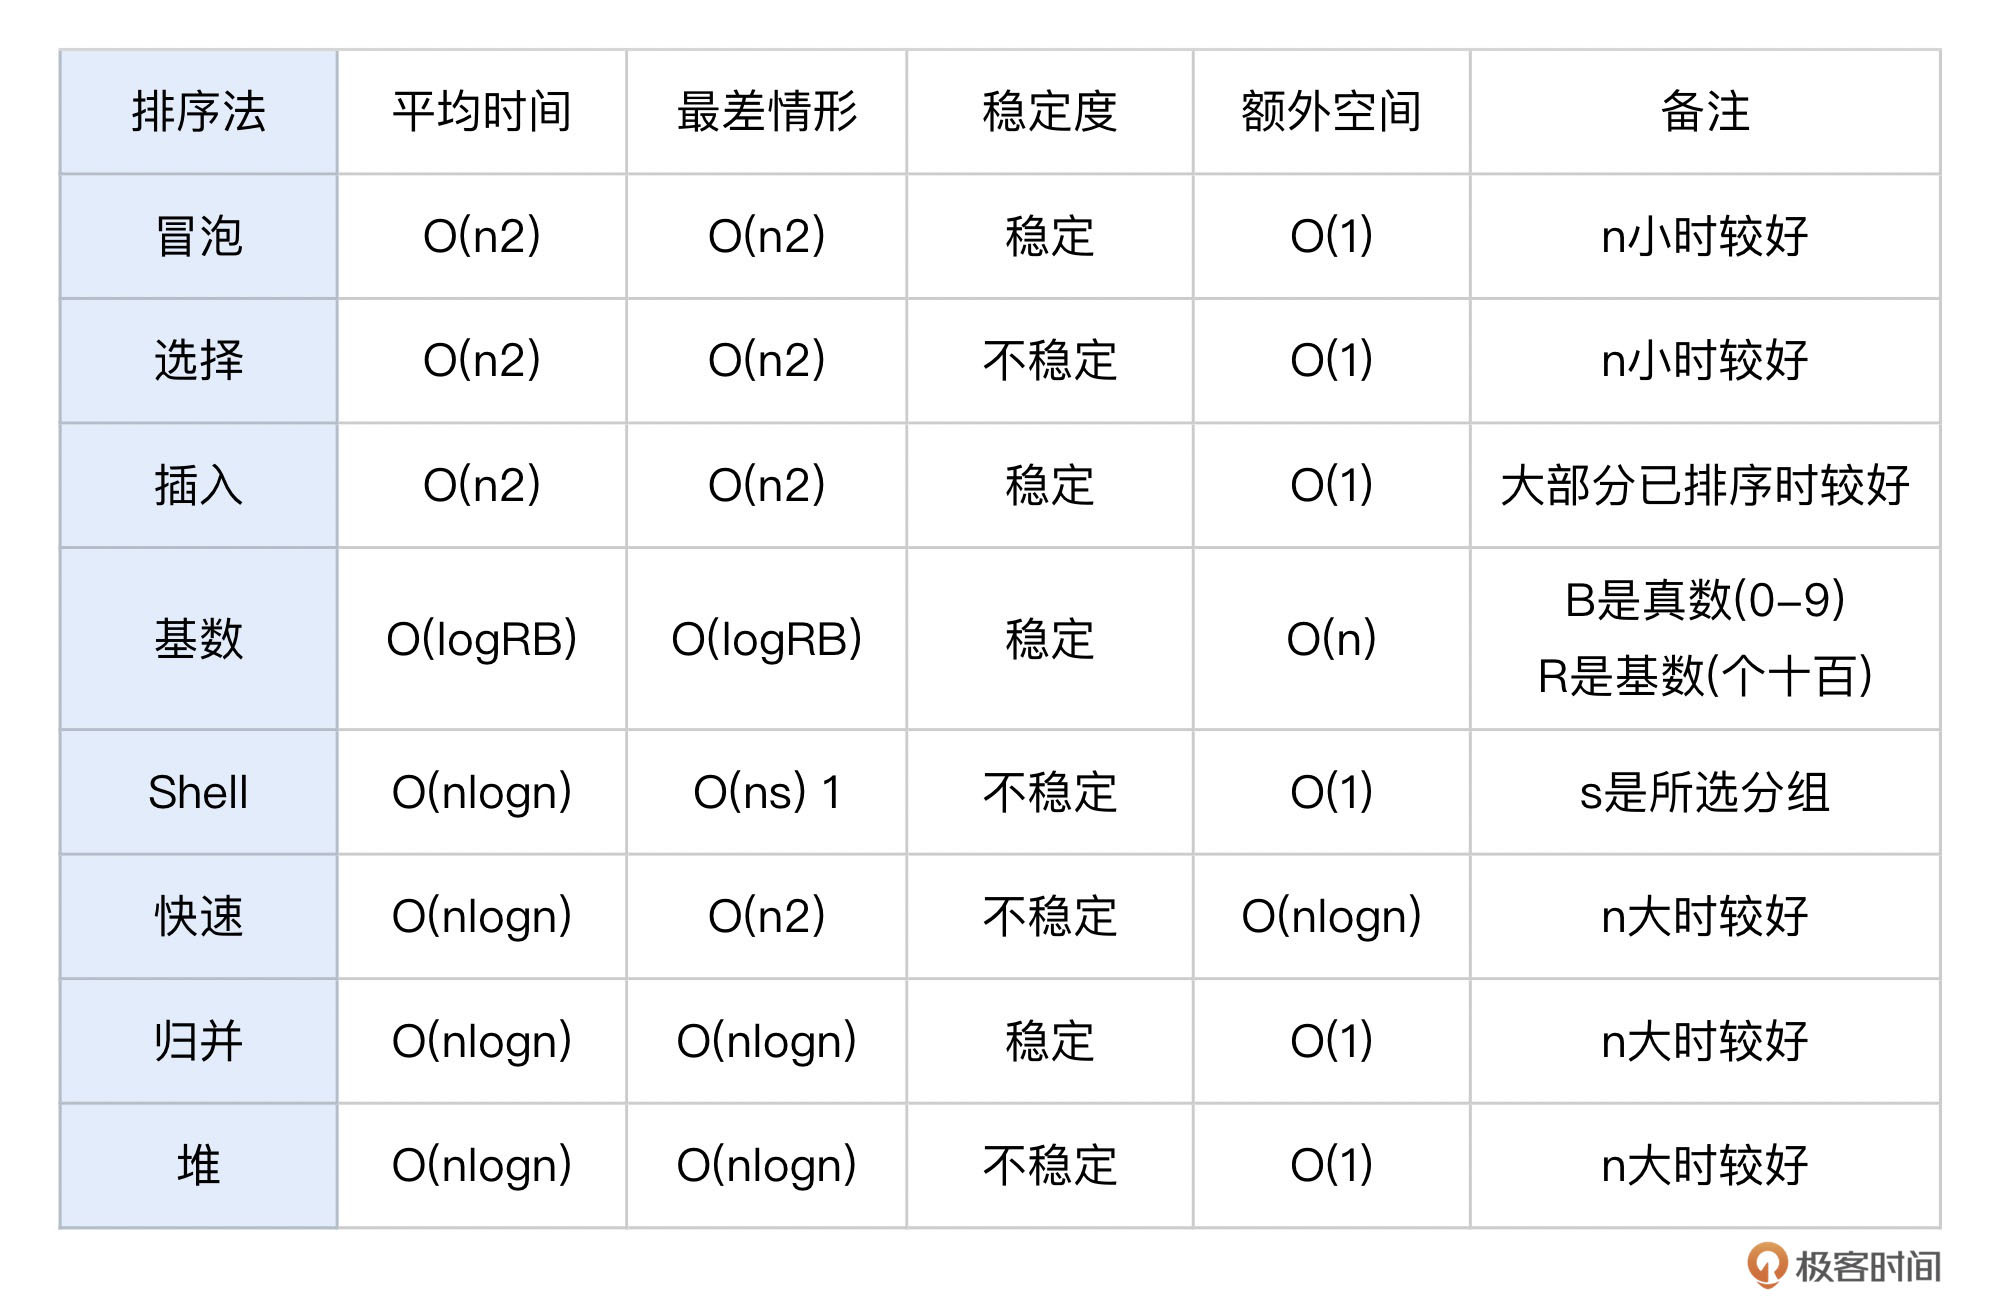 排序法 平均时间 最差情形 稳定度 额外空间 备注
冒泡 O(n2) O(n2) 稳定 O(1) n小时较好
选择 O(n2) O(n2) 不稳定 O(1) n小时较好
插入 O(n2) O(n2) 稳定 O(1) 大部分已排序时较好
基数 O(logRB) O(logRB) 稳定 O(n) B是真数(0-9)
R是基数(个十百)
Shell O(nlogn) O(ns) 1 不稳定 O(1) s是所选分组
快速 O(nlogn) O(n2) 不稳定 O(nlogn) n大时较好
归并 O(nlogn) O(nlogn) 稳定 O(1) n大时较好
堆 O(nlogn) O(nlogn) 不稳定 O(1) n大时较好
极客时间